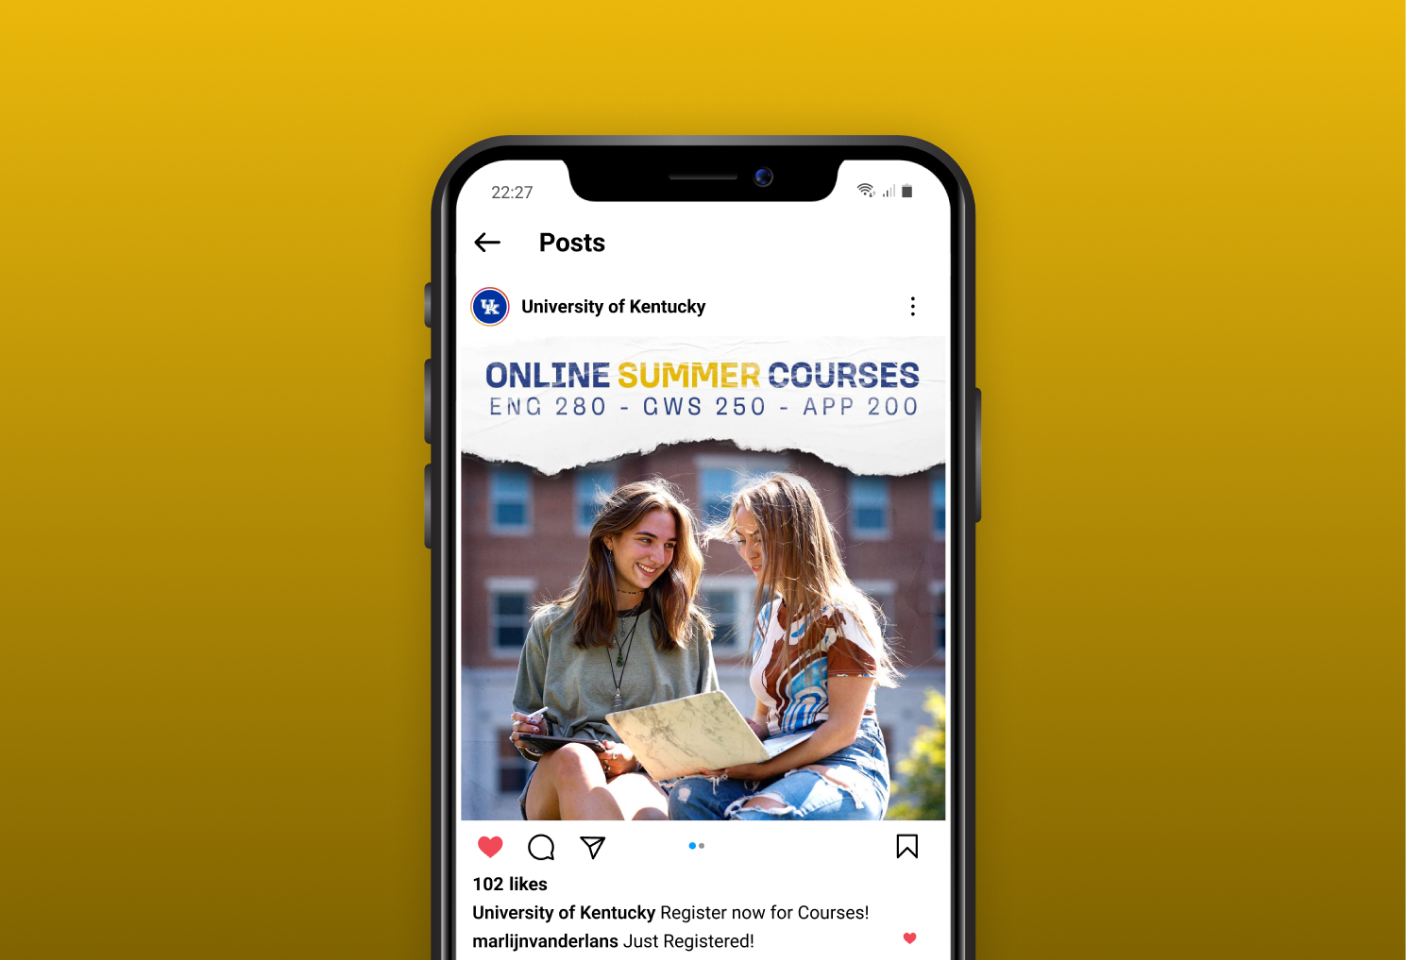 22:27
Posts
UK
University of Kentucky
ONLINE SUMMER COURSES
ENG 280 - GWS 250 - APP 200
102 likes
University of Kentucky Register now for Courses!
marlijnvanderlans Just Registered!